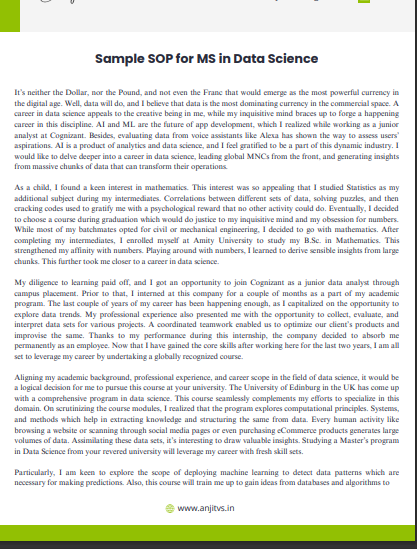 Sample SOP for MS in Data Science
It's neither the Dollar, nor the Pound, and not even the Franc that would emerge as the most powerful currency in
the digital age. Well, data will do, and I believe that data is the most dominating currency in the commercial space. A
career in data science appeals to the creative being in me, while my inquisitive mind braces up to forge a happening
career in this discipline. AI and ML are the future of app development, which I realized while working as a junior
analyst at Cognizant. Besides, evaluating data from voice assistants like Alexa has shown the way to assess users'
aspirations. AI is a product of analytics and data science, and I feel gratified to be a part of this dynamic industry. I
would like to delve deeper into a career in data science, leading global MNCs from the front, and generating insights
from massive chunks of data that can transform their operations.
As a child, I found a keen interest in mathematics. This interest was so appealing that I studied Statistics as my
additional subject during my intermediates. Correlations between different sets of data, solving puzzles, and then
cracking codes used to gratify me with a psychological reward that no other activity could do. Eventually, I decided
to choose a course during graduation which would do justice to my inquisitive mind and my obsession for numbers.
While most of my batchmates opted for civil or mechanical engineering, I decided to go with mathematics. After
completing my intermediates, I enrolled myself at Amity University to study my B.Sc. in Mathematics. This
strengthened my affinity with numbers. Playing around with numbers, I learned to derive sensible insights from large
chunks. This further took me closer to a career in data science.
My diligence to learning paid off, and I got an opportunity to join Cognizant as a junior data analyst through
campus placement. Prior to that, I interned at this company for a couple of months as a part of my academic
program. The last couple of years of my career has been happening enough, as I capitalized on the opportunity to
explore data trends. My professional experience also presented me with the opportunity to collect, evaluate, and
interpret data sets for various projects. A coordinated teamwork enabled us to optimize our client's products and
improvise the same. Thanks to my performance during this internship, the company decided to absorb me
permanently as an employee. Now that I have gained the core skills after working here for the last two years, I am all
set to leverage my career by undertaking a globally recognized course.
Aligning my academic background, professional experience, and career scope in the field of data science, it would be
a logical decision for me to pursue this course at your university. The University of Edinburg in the UK has come up
with a comprehensive program in data science. This course seamlessly complements my efforts to specialize in this
domain. On scrutinizing the course modules, I realized that the program explores computational principles. Systems,
and methods which help in extracting knowledge and structuring the same from data. Every human activity like
browsing a website or scanning through social media pages or even purchasing eCommerce products generates large
volumes of data. Assimilating these data sets, it's interesting to draw valuable insights. Studying a Master's program
in Data Science from your revered university will leverage my career with fresh skill sets.
Particularly, I am keen to explore the scope of deploying machine learning to detect data patterns which are
necessary for making predictions. Also, this course will train me up to gain ideas from databases and algorithms to
www.anjitvs.in